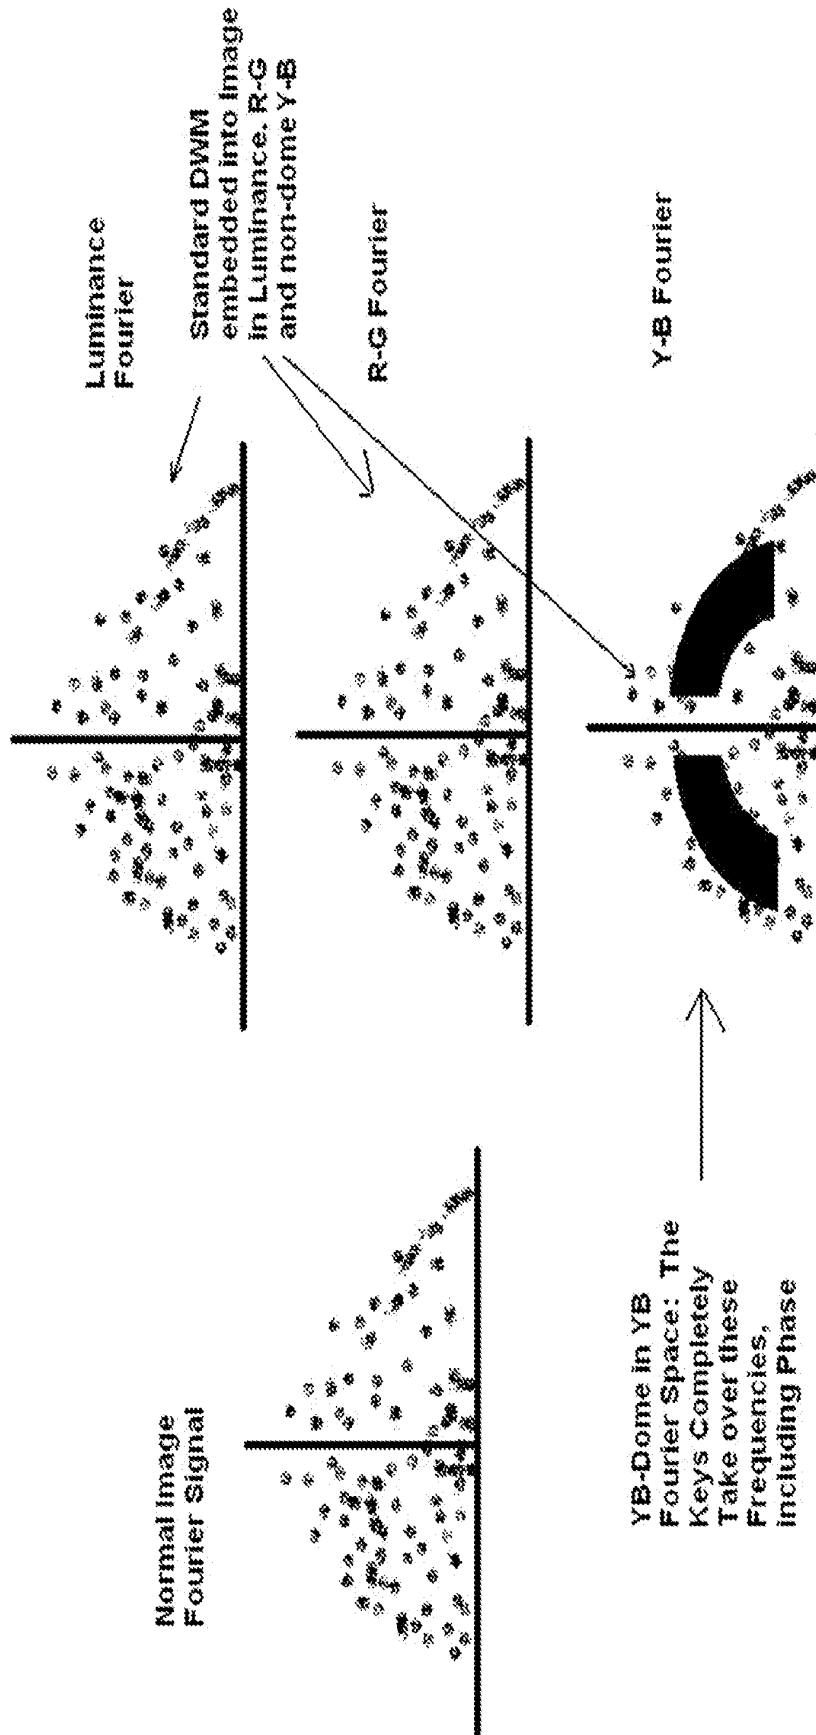 Normal Image
Fourier Signal
Luminance
Fourier
Standard DWM
embedded into image
in Luminance. R-G
and non-dome Y-B
R-G Fourier
YB-Dome in YB
Fourier Space: The
Keys Completely
Take over these
Frequencies,
including Phase
Y-B Fourier